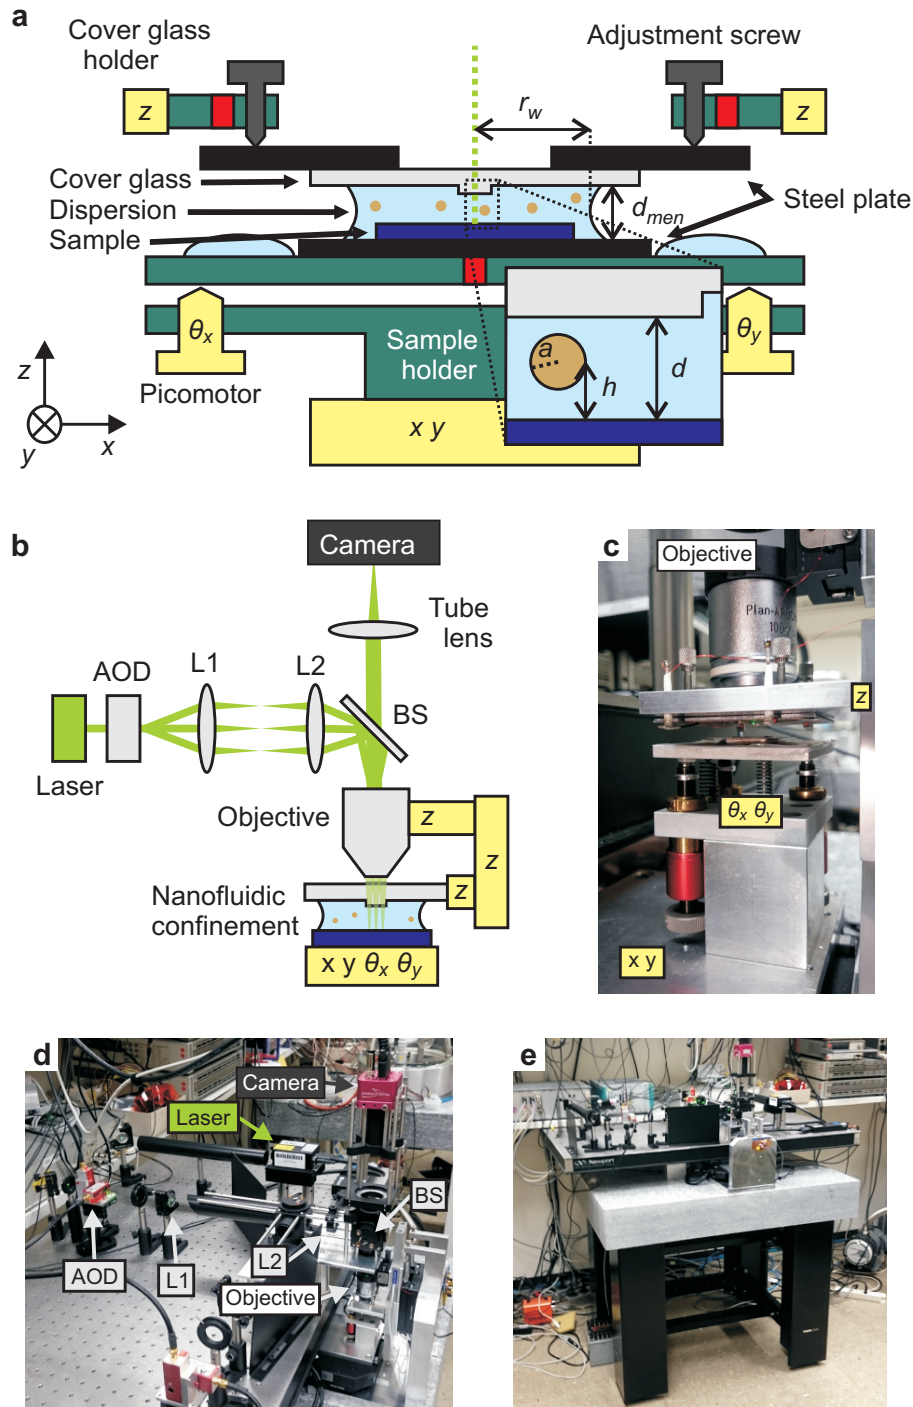 a
Cover glass
holder
Adjustment screw
z
r_w
z
Cover glass
Dispersion
Sample
d_men
Steel plate
θ_x
Sample
holder
a
h
d
θ_y
Picomotor
z
y
x
x y
b
Camera
Tube
lens
AOD
L1
L2
BS
Laser
Objective
z
z
z
Nanofluidic
confinement
x y θ_x θ_y
c
Objective
Plan-A
100
z
θ_x θ_y
x y
d
Camera
Laser
BS
AOD
L1
L2
Objective
e
Newport